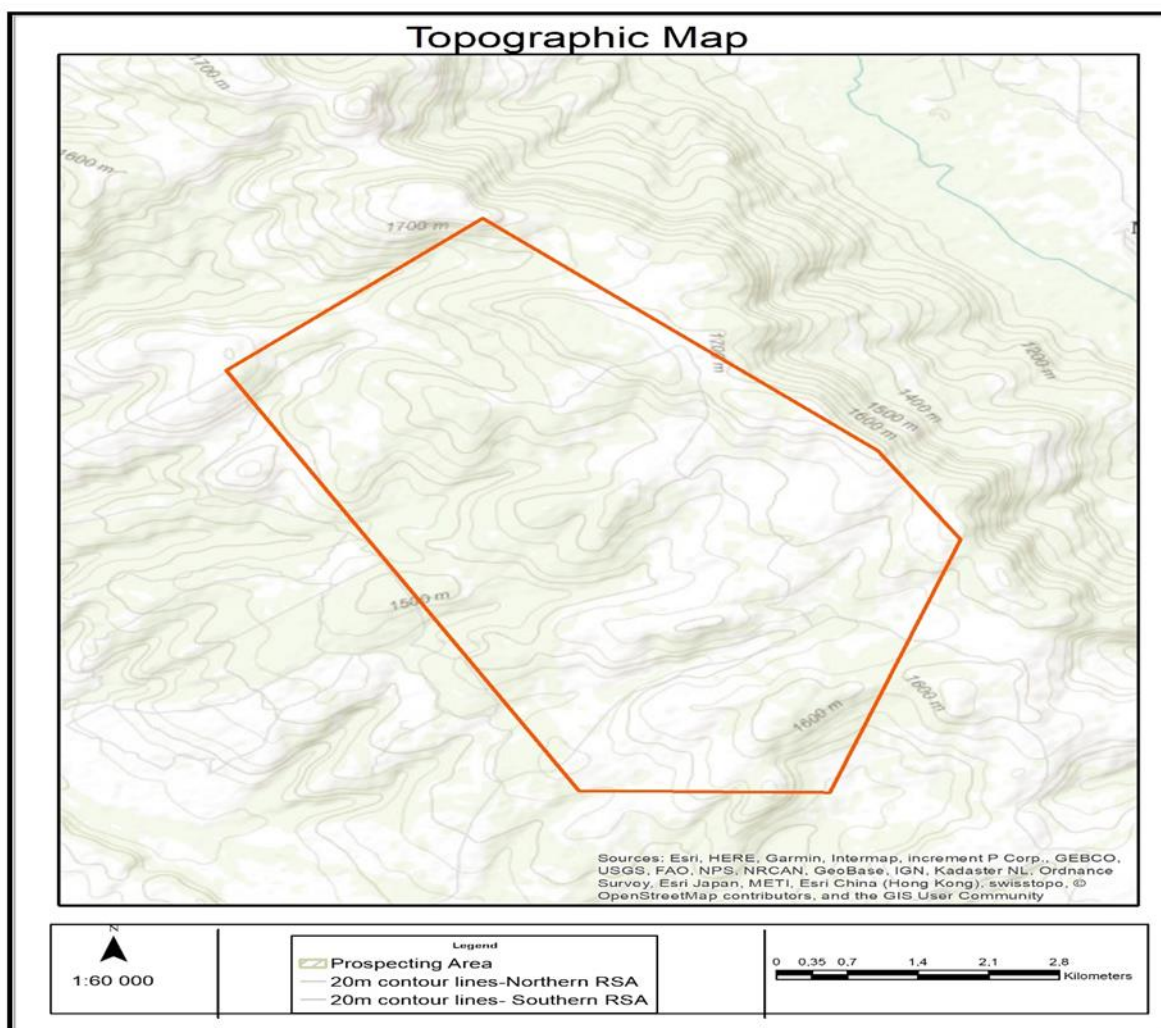 Topographic Map
1700 m
1600 m
1700 m
1700 m
1200 m
1400 m
1500 m
1600 m
1500 m
1600 m
1600 m
Sources: Esri, HERE, Garmin, Intermap, increment P Corp., GEBCO,
USGS, FAO, NPS, NRCAN, GeoBase, IGN, Kadaster NL, Ordnance
Survey, Esri Japan, METI, Esri China (Hong Kong), swisstopo, ©
OpenStreetMap contributors, and the GIS User Community
N
1:60 000
Legend
Prospecting Area
20m contour lines-Northern RSA
20m contour lines- Southern RSA
0 0,35 0,7 1,4 2,1 2,8
Kilometers